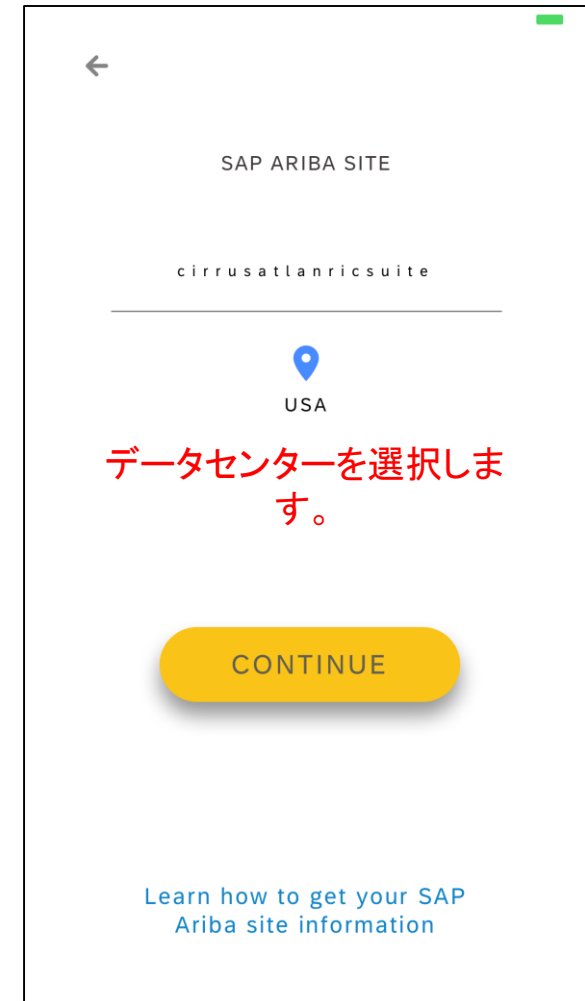 SAP ARIBA SITE
cirrusatlanricsuite
USA
データセンターを選択しま
す。
CONTINUE
Learn how to get your SAP
Ariba site information